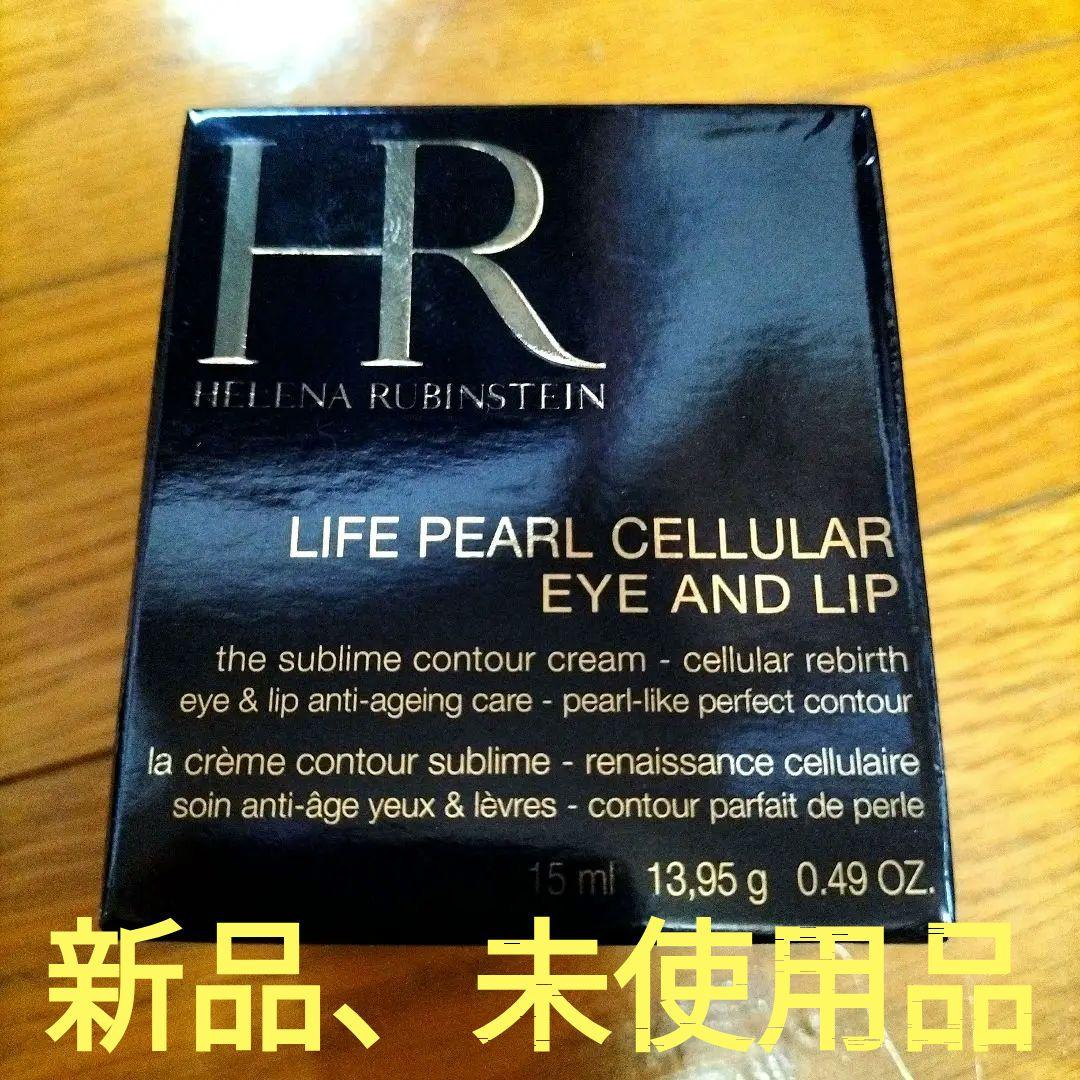 HR
HELENA RUBINSTEIN
LIFE PEARL CELLULAR
EYE AND LIP
the sublime contour cream - cellular rebirth
eye & lip anti-ageing care - pearl-like perfect contour
la crème contour sublime - renaissance cellulaire
soin anti-âge yeux & lèvres - contour parfait de perle
15 ml 13,95 g 0.49 OZ.
新品、未使用品